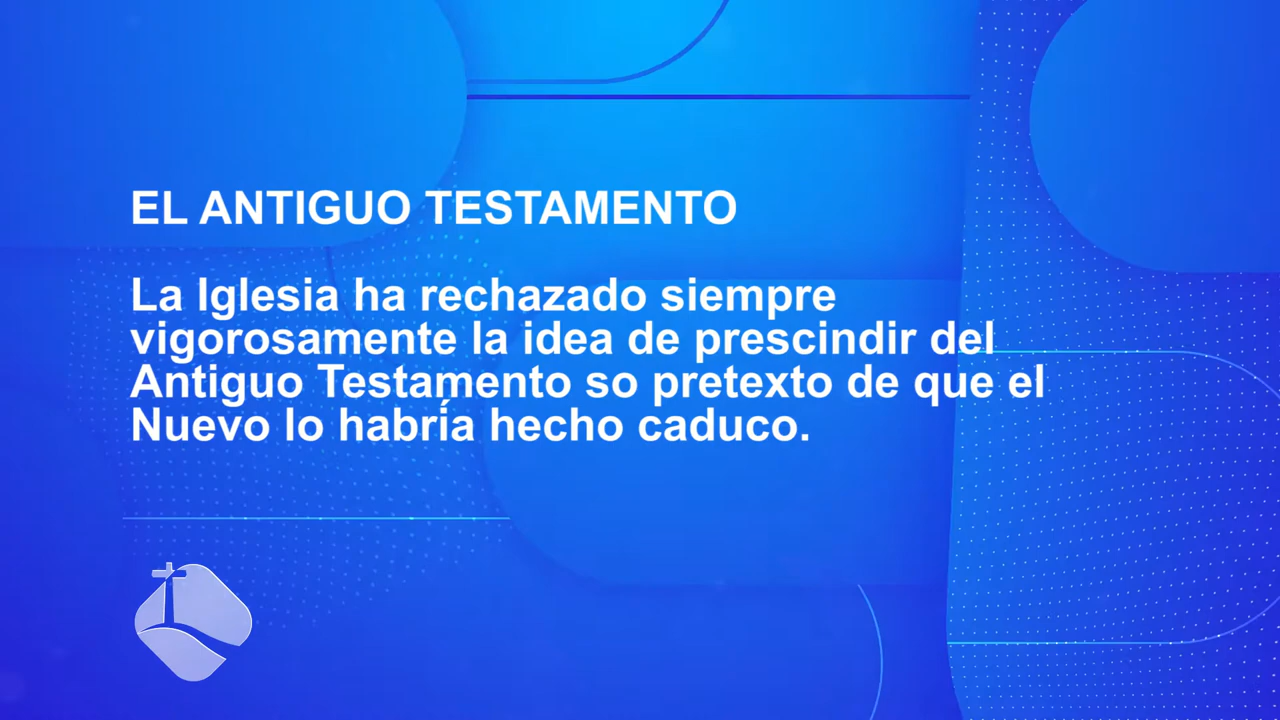 EL ANTIGUO TESTAMENTO
La Iglesia ha rechazado siempre
vigorosamente la idea de prescindir del
Antiguo Testamento so pretexto de que el
Nuevo lo habría hecho caduco.